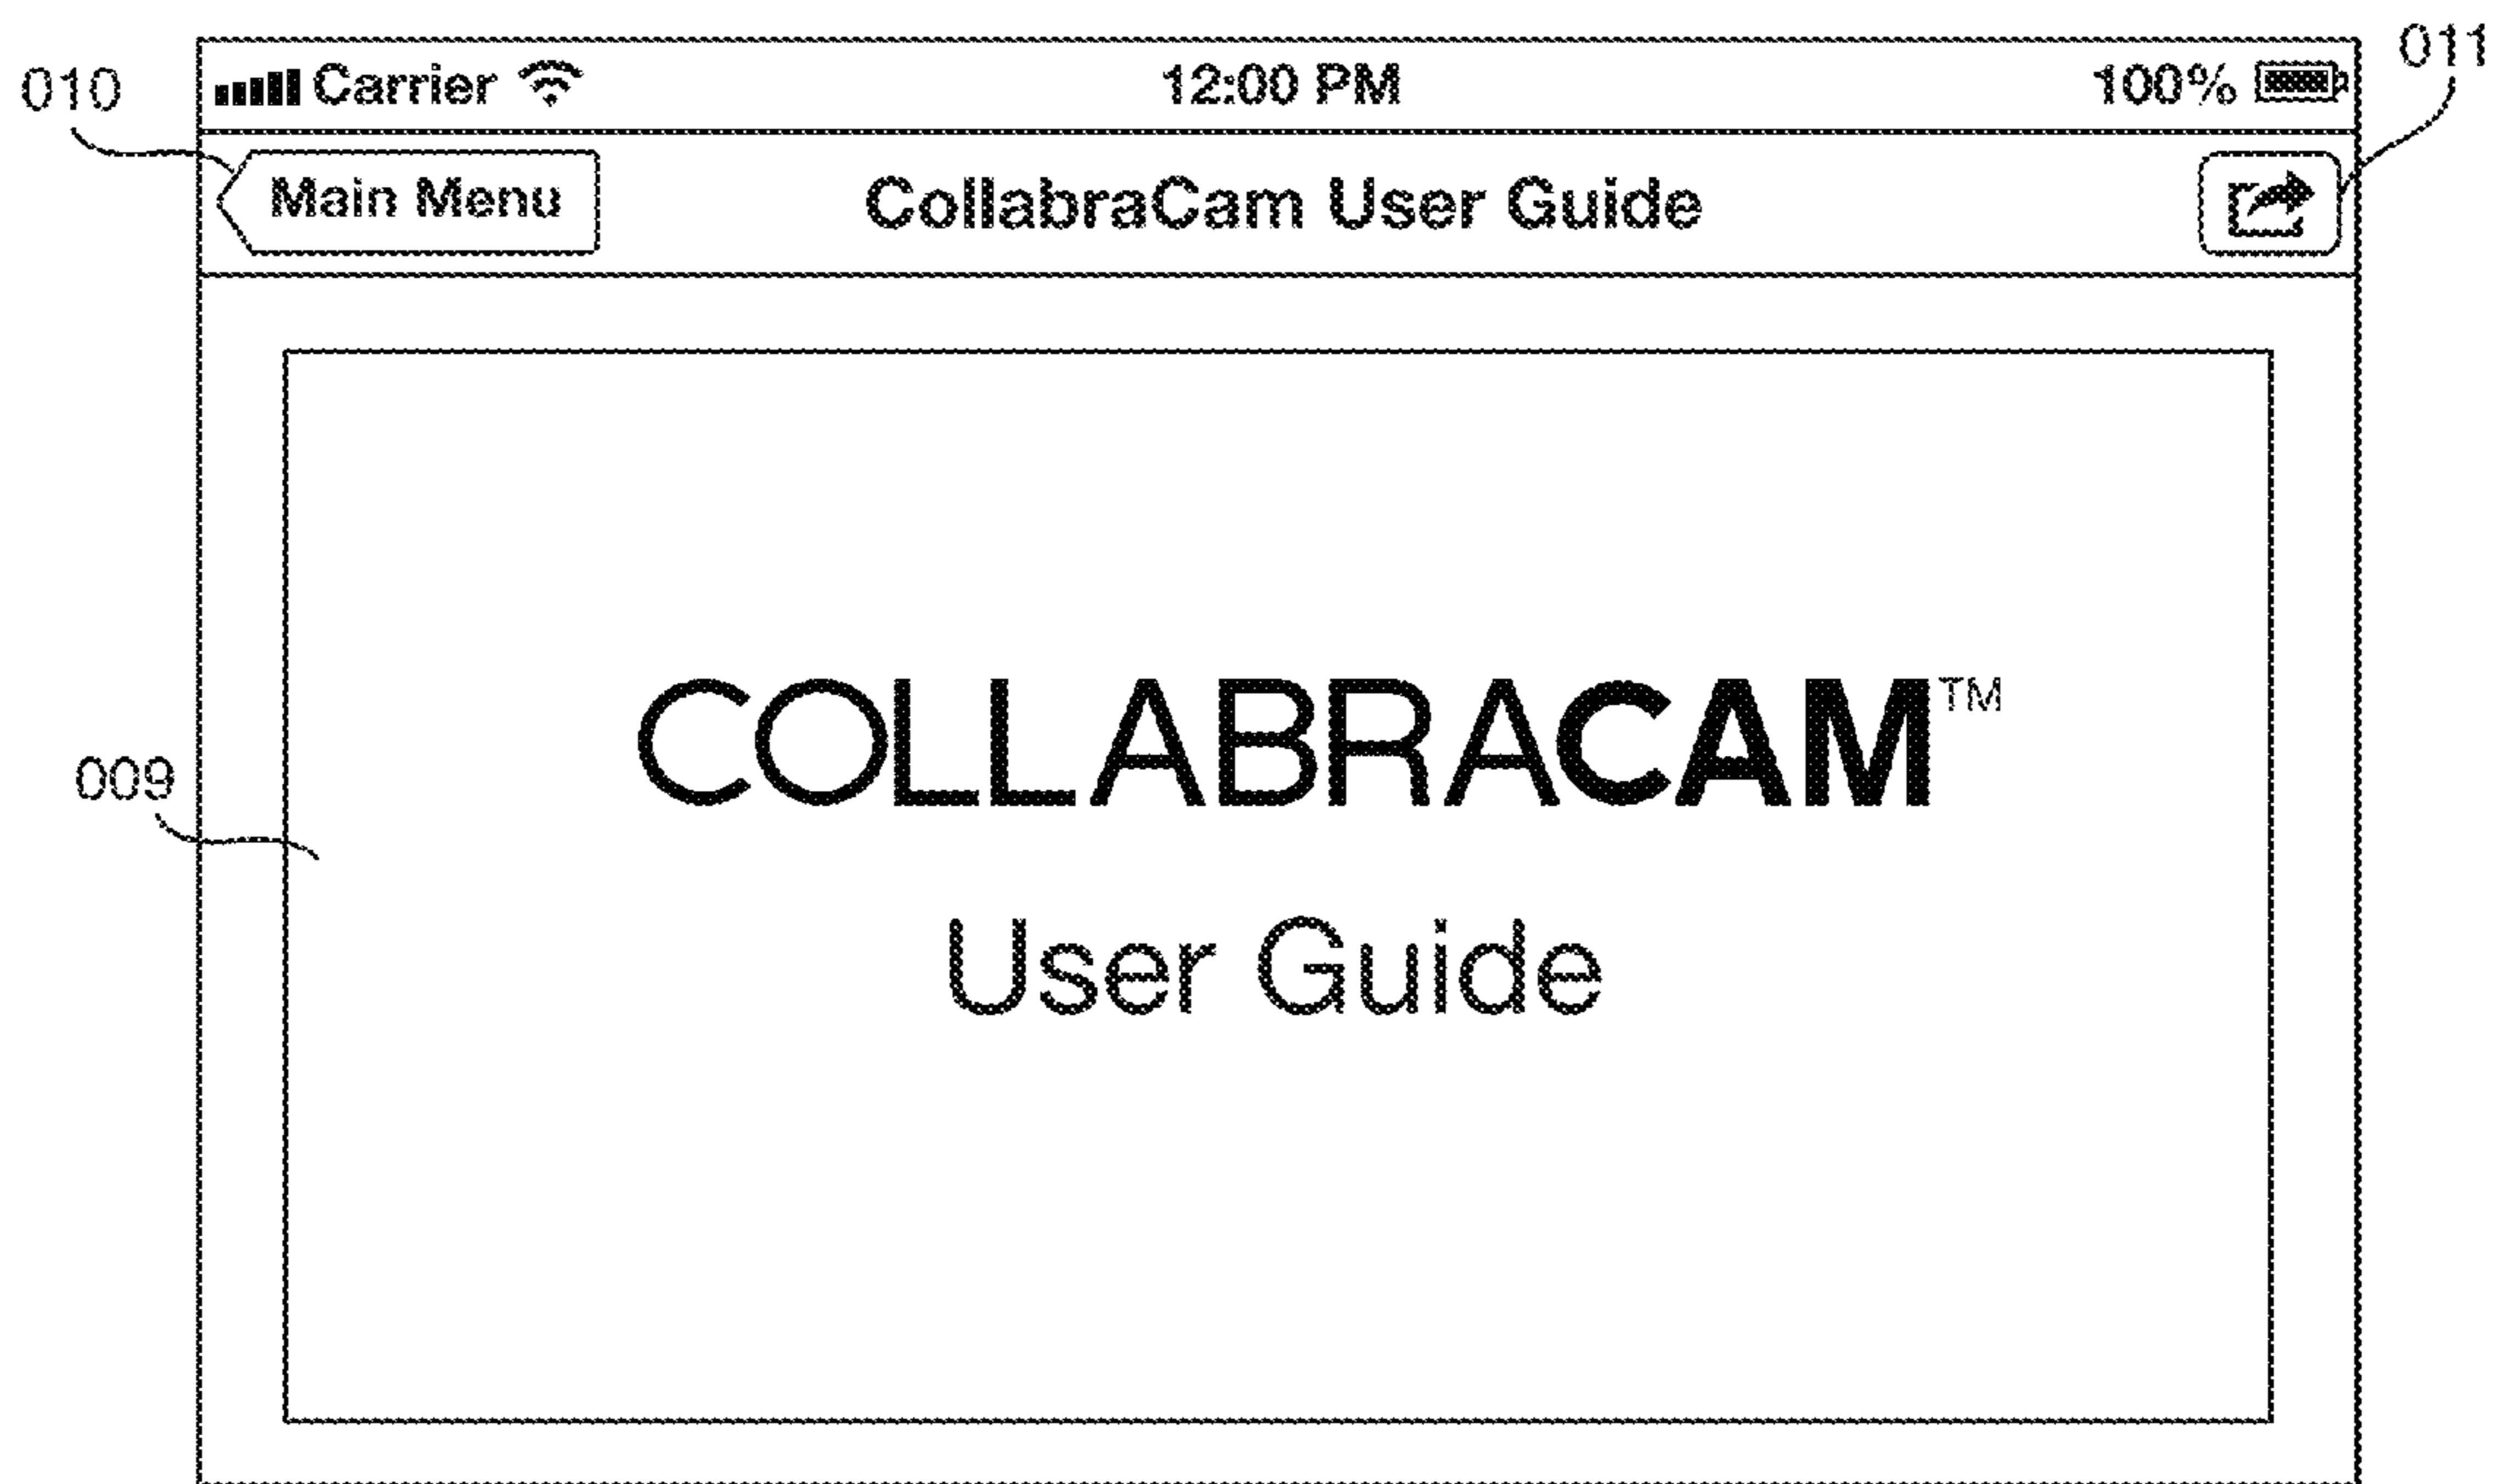 011
010
Carrier 12:00 PM 100%
Main Menu CollabraCam User Guide
COLLABRACAM™
009
User Guide